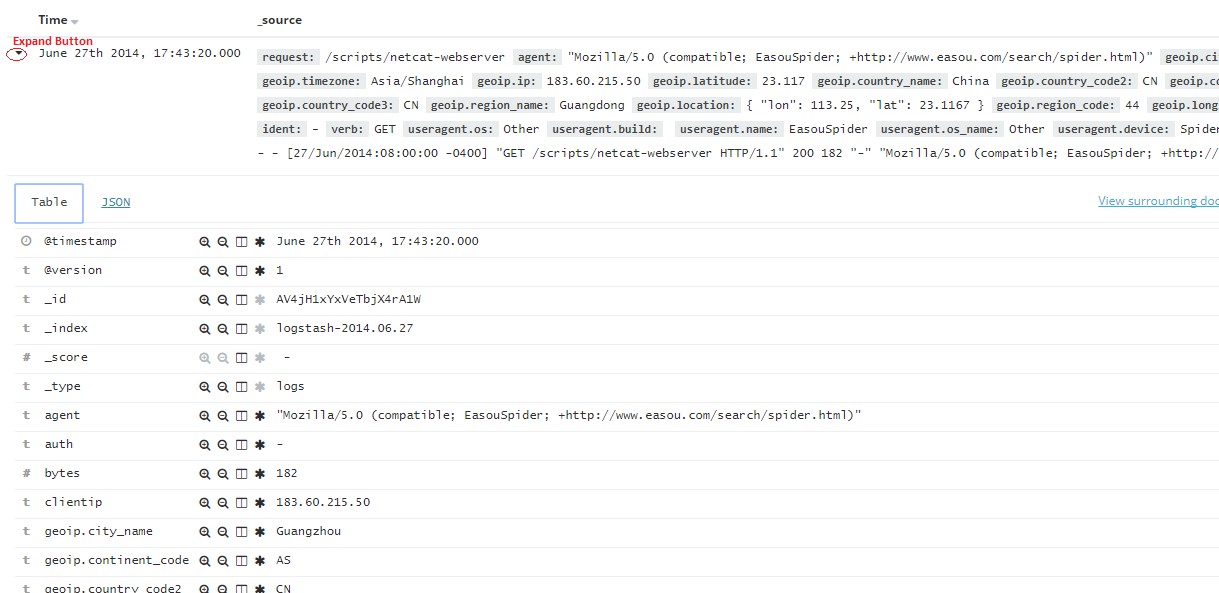 Time _source
Expand Button
June 27th 2014, 17:43:20.000 request: /scripts/netcat-webserver agent: "Mozilla/5.0 (compatible; EasouSpider; +http://www.easou.com/search/spider.html)" geoip.ci
geoip.timezone: Asia/Shanghai geoip.ip: 183.60.215.50 geoip.latitude: 23.117 geoip.country_name: China geoip.country_code2: CN geoip.co
geoip.country_code3: CN geoip.region_name: Guangdong geoip.location: { "lon": 113.25, "lat": 23.1167 } geoip.region_code: 44 geoip.long
ident: - verb: GET useragent.os: Other useragent.build: useragent.name: EasouSpider useragent.os_name: Other useragent.device: Spider
- - [27/Jun/2014:08:00:00 -0400] "GET /scripts/netcat-webserver HTTP/1.1" 200 182 "-" "Mozilla/5.0 (compatible; EasouSpider; +http://
Table JSON View surrounding doc
@timestamp June 27th 2014, 17:43:20.000
t @version 1
t _id AV4jH1xYxVeTbjX4rA1W
t _index logstash-2014.06.27
# _score -
t _type logs
t agent "Mozilla/5.0 (compatible; EasouSpider; +http://www.easou.com/search/spider.html)"
t auth -
# bytes 182
t clientip 183.60.215.50
t geoip.city_name Guangzhou
t geoip.continent_code AS
t geoip.country_code2 CN